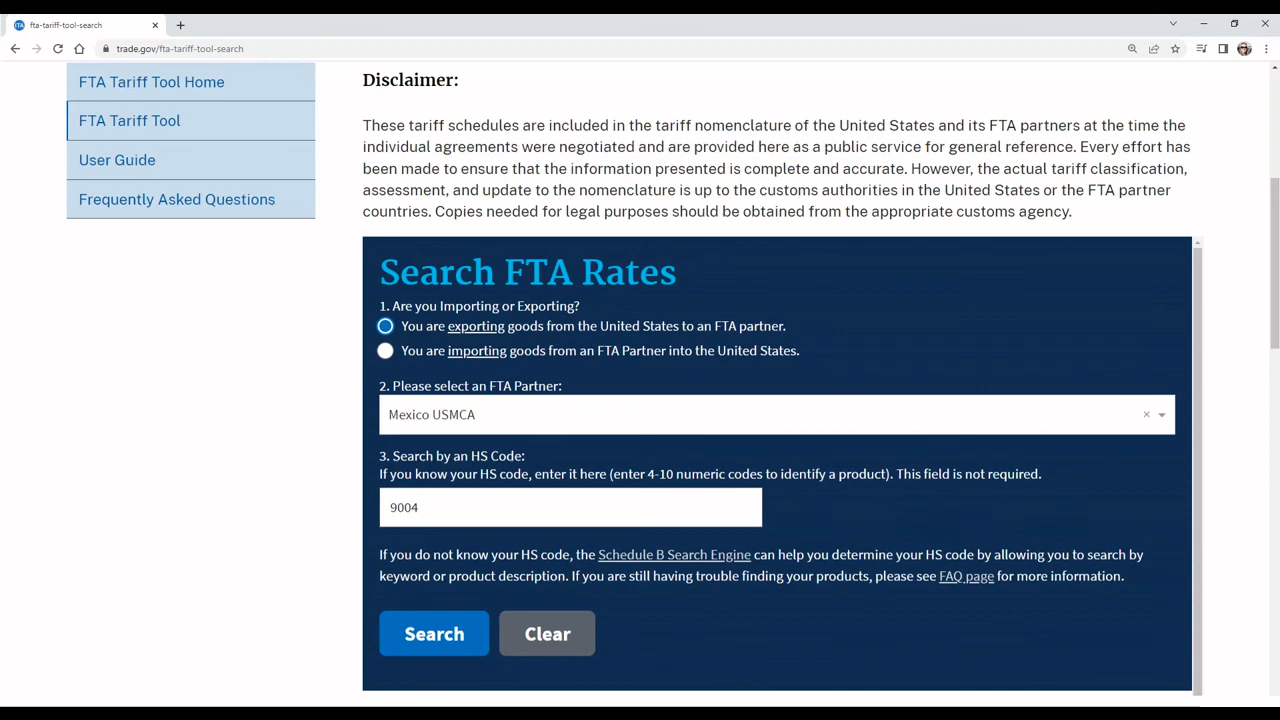 fta-tariff-tool-search
trade.gov/fta-tariff-tool-search
FTA Tariff Tool Home
FTA Tariff Tool
User Guide
Frequently Asked Questions
Disclaimer:
These tariff schedules are included in the tariff nomenclature of the United States and its FTA partners at the time the
individual agreements were negotiated and are provided here as a public service for general reference. Every effort has
been made to ensure that the information presented is complete and accurate. However, the actual tariff classification,
assessment, and update to the nomenclature is up to the customs authorities in the United States or the FTA partner
countries. Copies needed for legal purposes should be obtained from the appropriate customs agency.
Search FTA Rates
1. Are you Importing or Exporting?
You are exporting goods from the United States to an FTA partner.
You are importing goods from an FTA Partner into the United States.
2. Please select an FTA Partner:
Mexico USMCA
3. Search by an HS Code:
If you know your HS code, enter it here (enter 4-10 numeric codes to identify a product). This field is not required.
9004
If you do not know your HS code, the Schedule B Search Engine can help you determine your HS code by allowing you to search by
keyword or product description. If you are still having trouble finding your products, please see FAQ page for more information.
Search Clear